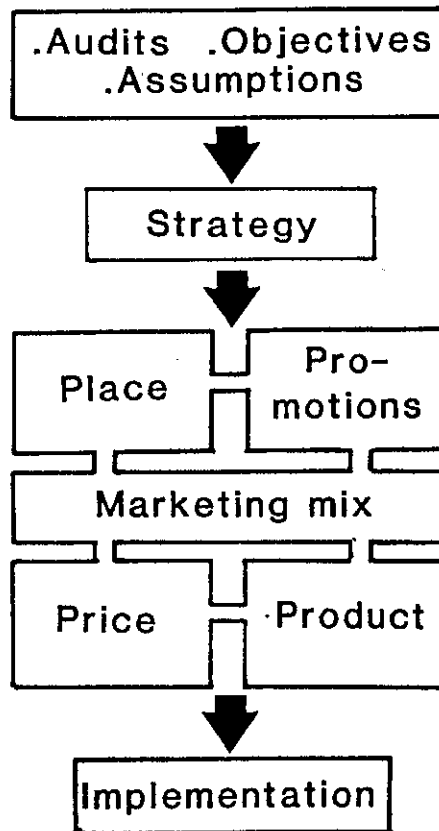 .Audits .Objectives
.Assumptions
Strategy
Place
Pro-
motions
Marketing mix
Price
·Product
Implementation